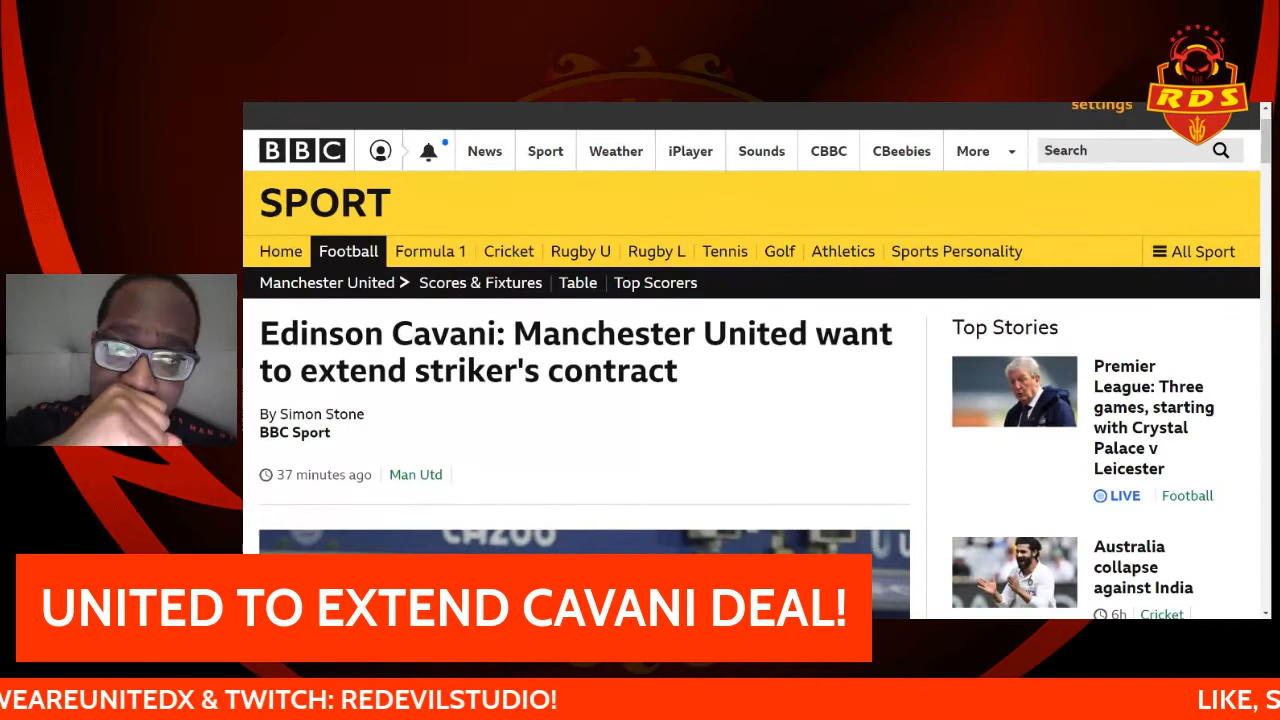 RDS
settings
BBC
News
Sport
Weather
iPlayer
Sounds
CBBC
CBeebies
More
Search
SPORT
Home
Football
Formula 1
Cricket
Rugby U
Rugby L
Tennis
Golf
Athletics
Sports Personality
All Sport
Manchester United
Scores & Fixtures
Table
Top Scorers
Edinson Cavani: Manchester United want
to extend striker's contract
By Simon Stone
BBC Sport
37 minutes ago
Man Utd
CAZOO
Top Stories
Premier
League: Three
games, starting
with Crystal
Palace v
Leicester
LIVE
Football
Australia
collapse
against India
6h
Cricket
UNITED TO EXTEND CAVANI DEAL!
WEAREUNITEDX & TWITCH: REDEVILSTUDIO!
LIKE, S